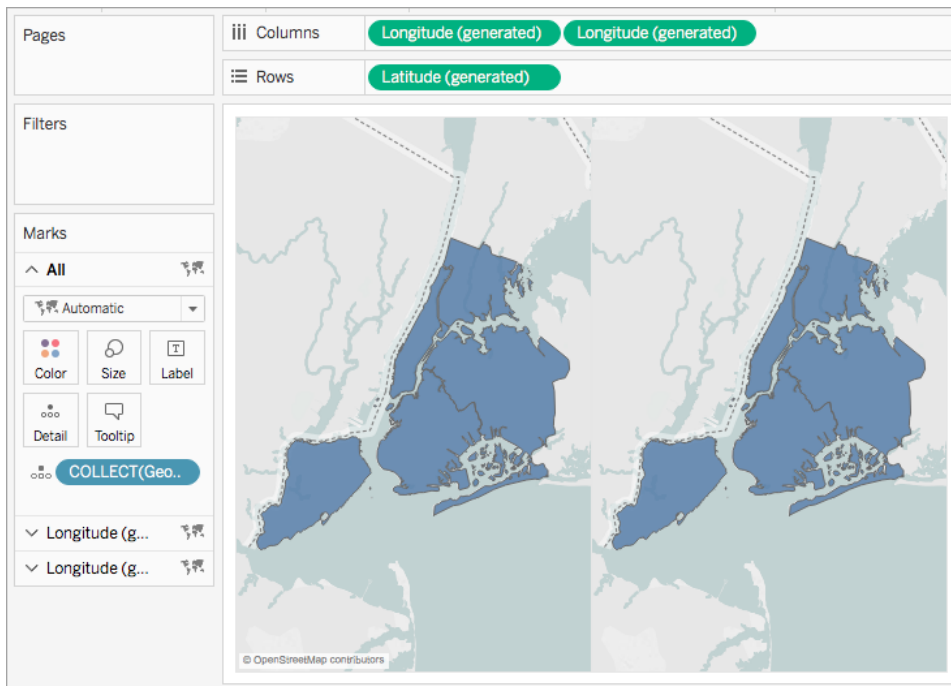 Pages
Columns
Longitude (generated) Longitude (generated)
Rows
Latitude (generated)
Filters
Marks
All
Automatic
Color Size Label
T
Detail Tooltip
COLLECT(Geo..
Longitude (g...
Longitude (g...
© OpenStreetMap contributors